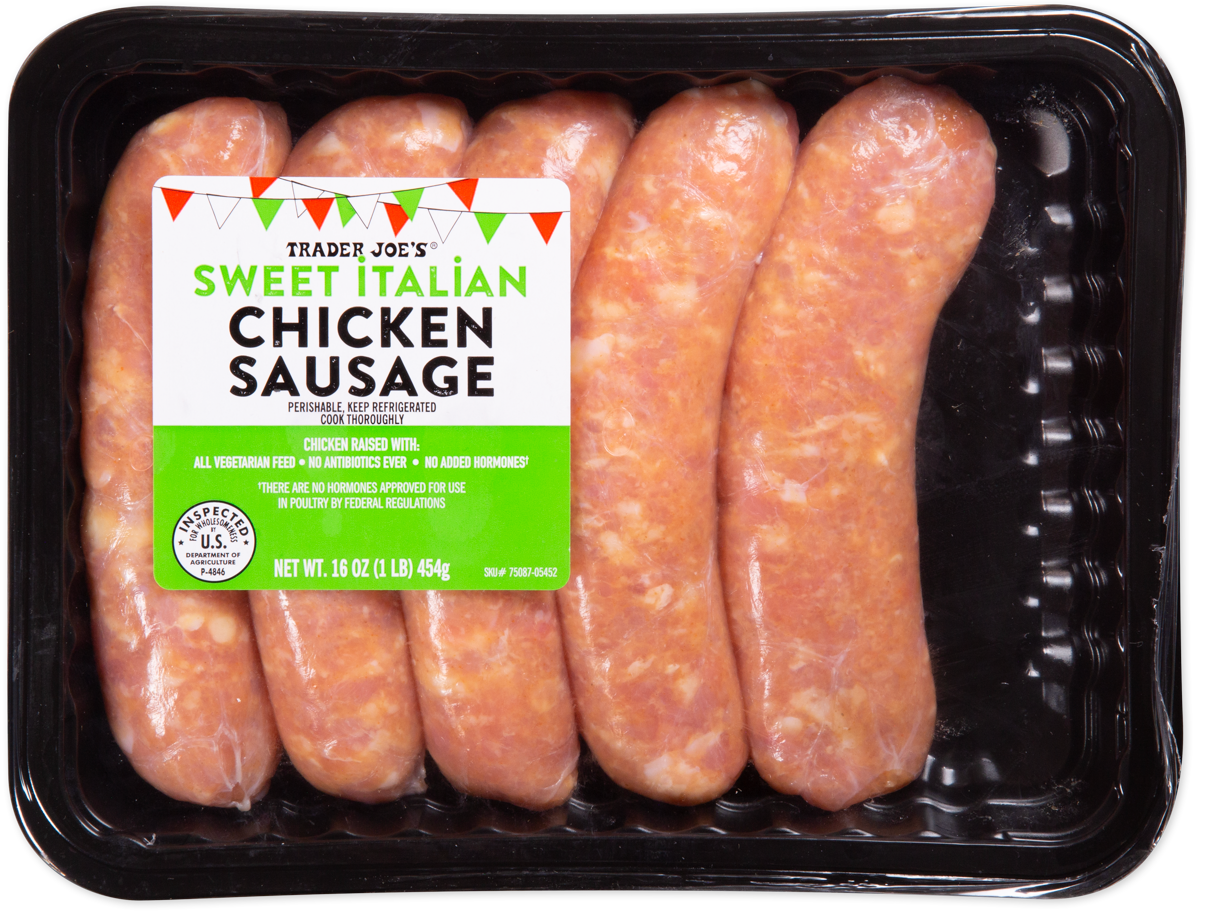 TRADER JOE'S®
SWEET iTALiAN
CHICKEN
SAUSAGE
PERISHABLE, KEEP REFRIGERATED
COOK THOROUGHLY
CHICKEN RAISED WITH:
ALL VEGETARIAN FEED • NO ANTIBIOTICS EVER • NO ADDED HORMONES†
†THERE ARE NO HORMONES APPROVED FOR USE
IN POULTRY BY FEDERAL REGULATIONS
INSPECTED
FOR WHOLESOMENESS
BY
U.S.
DEPARTMENT OF
AGRICULTURE
P-4846
NET WT. 16 OZ (1 LB) 454g
SKU# 75087-05452